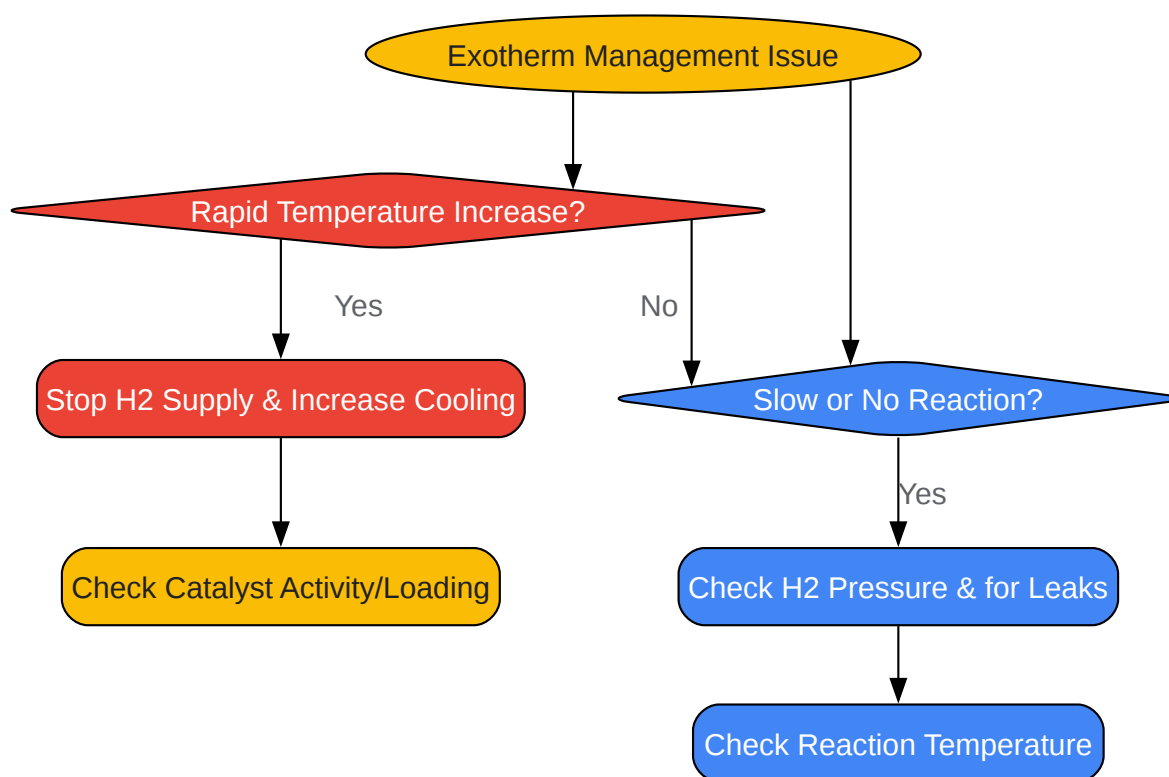 Exotherm Management Issue
Rapid Temperature Increase?
Yes
No
Stop H2 Supply & Increase Cooling
Slow or No Reaction?
Yes
Check Catalyst Activity/Loading
Check H2 Pressure & for Leaks
Check Reaction Temperature